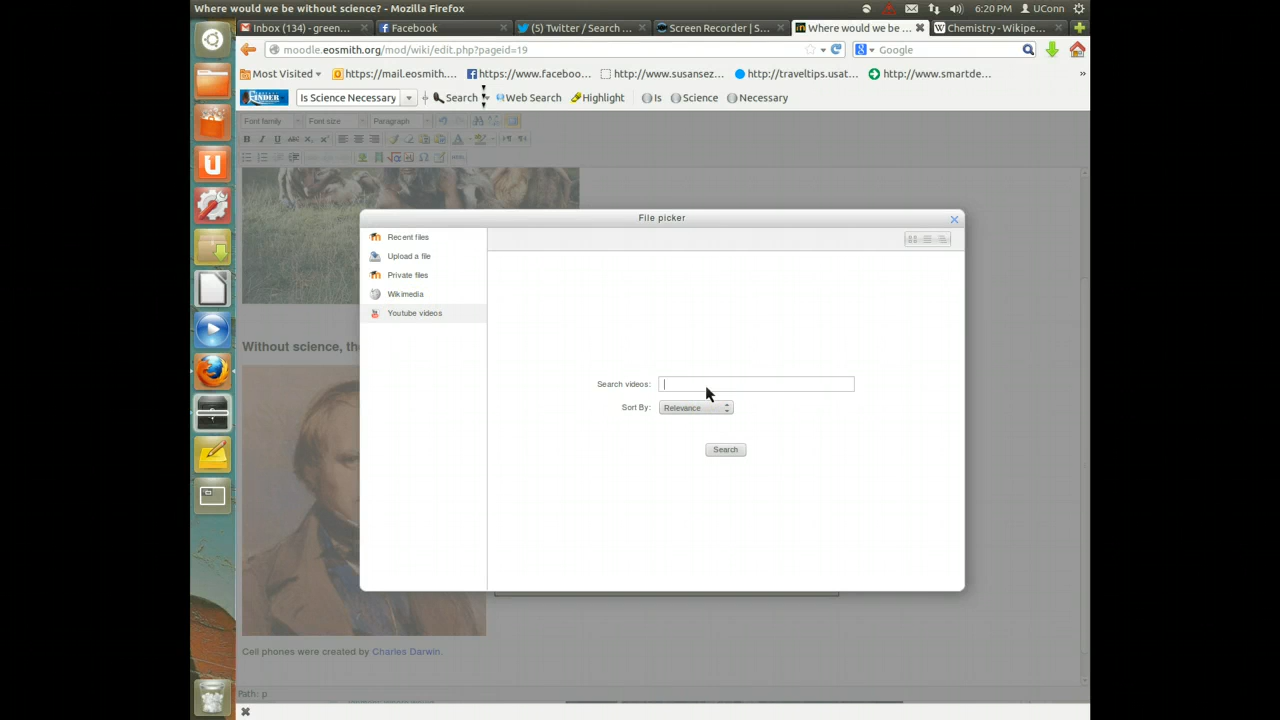 Where would we be without science? - Mozilla Firefox
6:20 PM UConn
Inbox (134) - green...
Facebook
(5) Twitter / Search ...
Screen Recorder | S...
Where would we be ...
Chemistry - Wikipe...
moodle.eosmith.org/mod/wiki/edit.php?pageid=19
Google
Most Visited
https://mail.eosmith....
https://www.faceboo...
http://www.susansez...
http://traveltips.usat...
http://www.smartde...
»
FINDER
Is Science Necessary
Search
Web Search
Highlight
Is
Science
Necessary
Font family
Font size
Paragraph
B I U ABC
HTML
File picker
Recent files
Upload a file
Private files
Wikimedia
Youtube videos
Search videos:
Sort By:
Relevance
Search
Without science, th
Cell phones were created by Charles Darwin.
Path: p